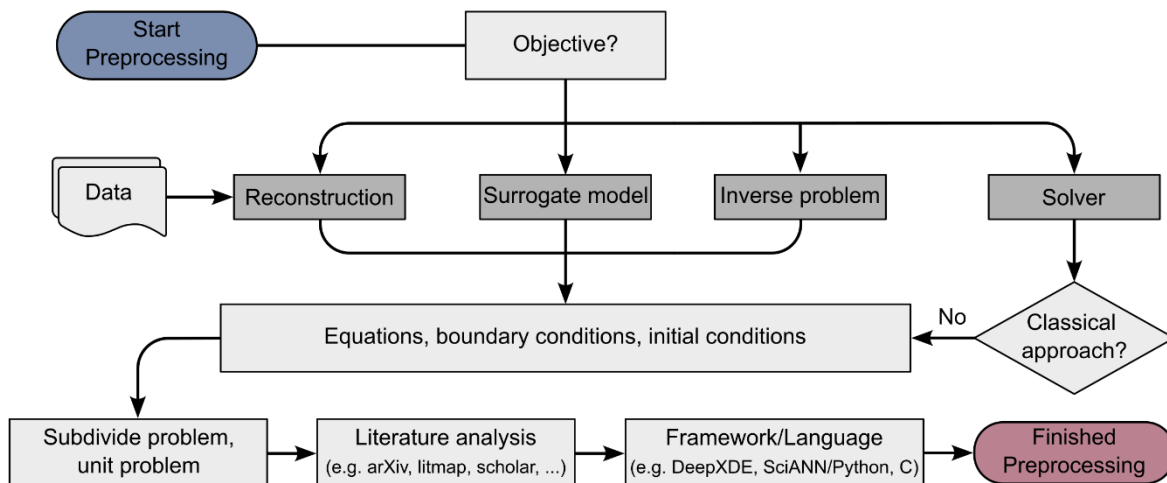 Start
Preprocessing
Objective?
Data
Reconstruction
Surrogate model
Inverse problem
Solver
Equations, boundary conditions, initial conditions
No
Classical
approach?
Subdivide problem,
unit problem
Literature analysis
(e.g. arXiv, litmap, scholar, ...)
Framework/Language
(e.g. DeepXDE, SciANN/Python, C)
Finished
Preprocessing